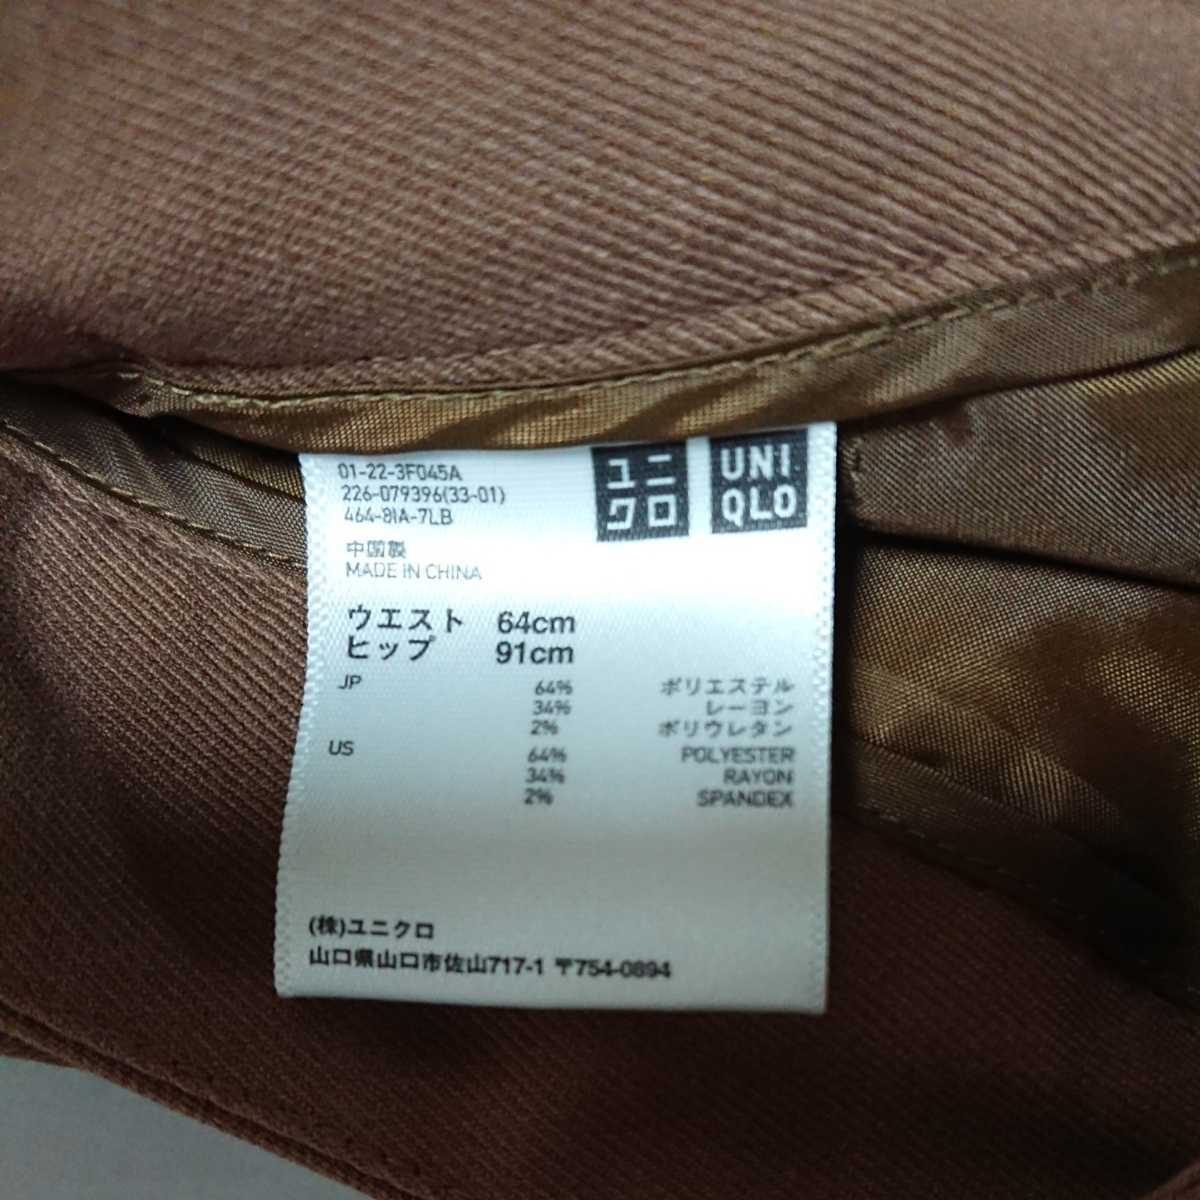 01-22-3F045A
226-079396(33-01)
464-81A-7LB
ユニクロ
UNIQLO
中国製
MADE IN CHINA
ウエスト 64cm
ヒップ 91cm
JP 64% ポリエステル
34% レーヨン
2% ポリウレタン
US 64% POLYESTER
34% RAYON
2% SPANDEX
(株)ユニクロ
山口県山口市佐山717-1 〒754-0894